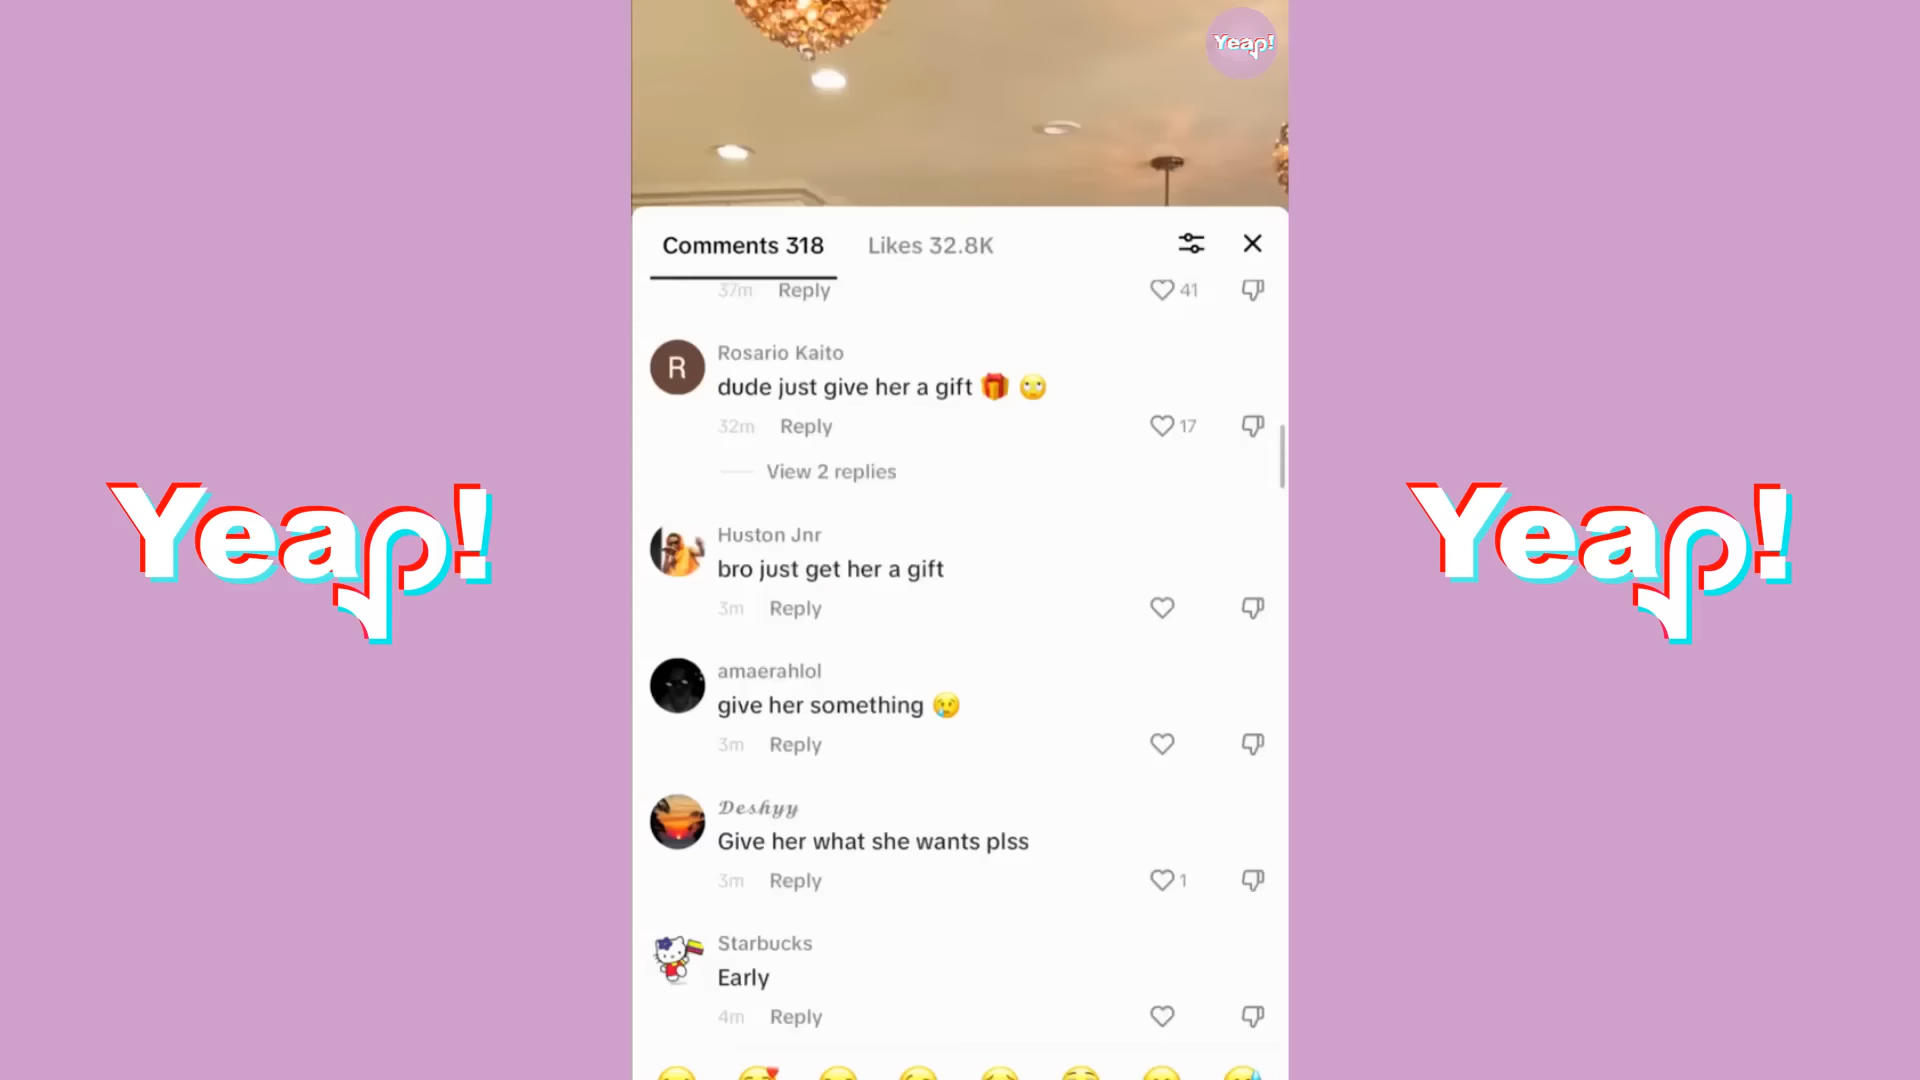 Yeap!
Comments 318 Likes 32.8K
37m Reply 41
R
Rosario Kaito
dude just give her a gift 🎁 🙄
32m Reply 17
View 2 replies
Huston Jnr
bro just get her a gift
3m Reply
amaerahlol
give her something 😢
3m Reply
𝓓𝓮𝓼𝓱𝔂𝔂
Give her what she wants plss
3m Reply 1
Starbucks
Early
4m Reply
Yeap!
Yeap!